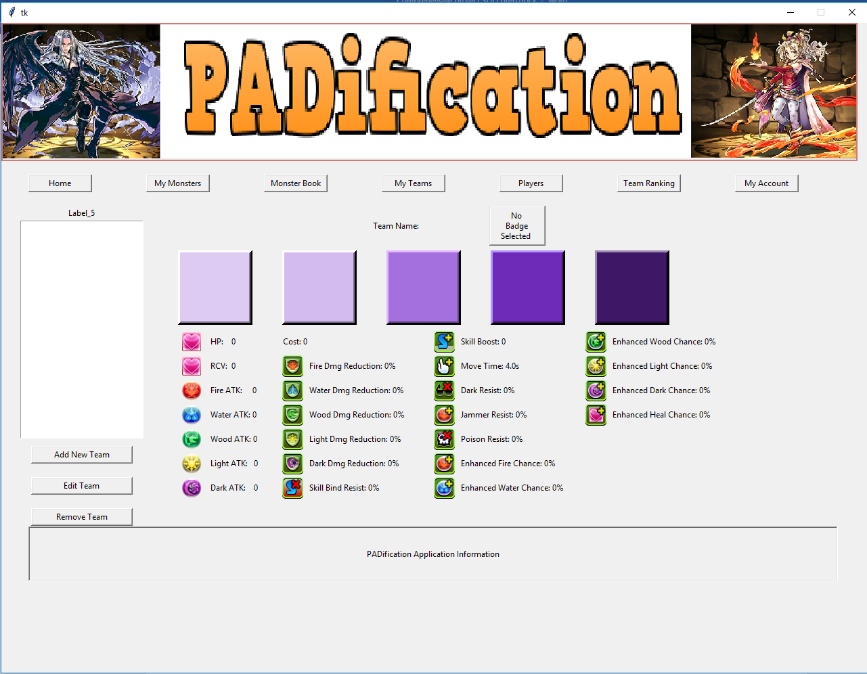 tk
PADification
Home
My Monsters
Monster Book
My Teams
Players
Team Ranking
My Account
Label_5
Team Name:
No
Badge
Selected
HP: 0
Cost: 0
Skill Boost: 0
Enhanced Wood Chance: 0%
RCV: 0
Fire Dmg Reduction: 0%
Move Time: 4.0s
Enhanced Light Chance: 0%
Fire ATK: 0
Water Dmg Reduction: 0%
Dark Resist: 0%
Enhanced Dark Chance: 0%
Water ATK: 0
Wood Dmg Reduction: 0%
Jammer Resist: 0%
Enhanced Heal Chance: 0%
Wood ATK: 0
Light Dmg Reduction: 0%
Poison Resist: 0%
Light ATK: 0
Dark Dmg Reduction: 0%
Enhanced Fire Chance: 0%
Dark ATK: 0
Skill Bind Resist: 0%
Enhanced Water Chance: 0%
Add New Team
Edit Team
Remove Team
PADification Application Information